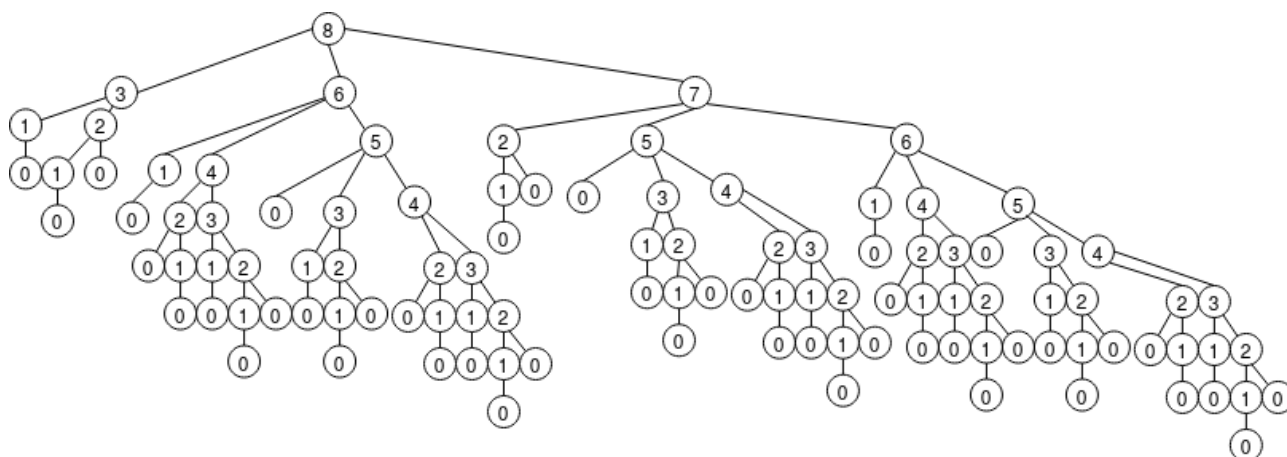 8
3 6 7
1 2 5 2 5 6
0 1 0 1 4 1 0 0 3 4 1 4 5
0 0 2 3 0 3 4
0 1 2 2 3 0 2 3 0 3 4
0 1 1 2 1 2 2 3
0 1 0 0 1 1 2 0 1 1 2 1 2 2 3
0 0 1 0 0 1 0 0 1 1 2
0 0 0 1 0 0 0 1 0 0 1 0 0 1 1 2
0 0 0 0 1 0
0 0 0 0 0 1 0
0
0